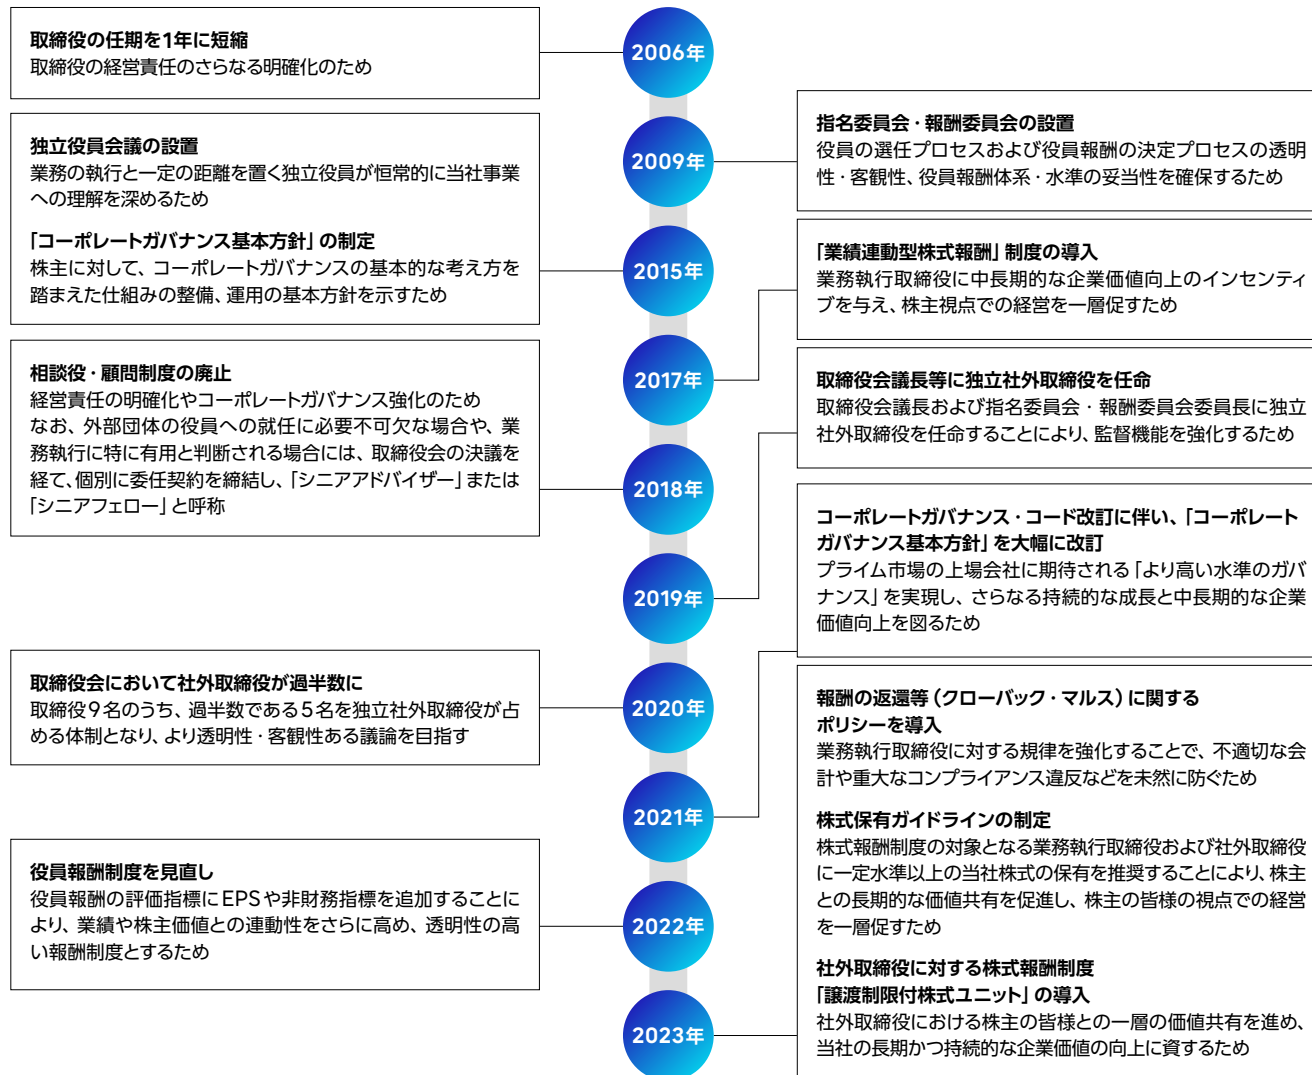 2006年
取締役の任期を1年に短縮
取締役の経営責任のさらなる明確化のため
2009年
指名委員会・報酬委員会の設置
役員の選任プロセスおよび役員報酬の決定プロセスの透明
性・客観性、役員報酬体系・水準の妥当性を確保するため
2015年
独立役員会議の設置
業務の執行と一定の距離を置く独立役員が恒常的に当社事業
への理解を深めるため
「コーポレートガバナンス基本方針」の制定
株主に対して、コーポレートガバナンスの基本的な考え方を
踏まえた仕組みの整備、運用の基本方針を示すため
2017年
「業績連動型株式報酬」制度の導入
業務執行取締役に中長期的な企業価値向上のインセンティ
ブを与え、株主視点での経営を一層促すため
2018年
相談役・顧問制度の廃止
経営責任の明確化やコーポレートガバナンス強化のため
なお、外部団体の役員への就任に必要不可欠な場合や、業
務執行に特に有用と判断される場合には、取締役会の決議を
経て、個別に委任契約を締結し、「シニアアドバイザー」または
「シニアフェロー」と呼称
2019年
取締役会議長等に独立社外取締役を任命
取締役会議長および指名委員会・報酬委員会委員長に独立
社外取締役を任命することにより、監督機能を強化するため
2020年
取締役会において社外取締役が過半数に
取締役9名のうち、過半数である5名を独立社外取締役が占
める体制となり、より透明性・客観性ある議論を目指す
2021年
コーポレートガバナンス・コード改訂に伴い、「コーポレート
ガバナンス基本方針」を大幅に改訂
プライム市場の上場会社に期待される「より高い水準のガバ
ナンス」を実現し、さらなる持続的な成長と中長期的な企業
価値向上を図るため
2022年
役員報酬制度を見直し
役員報酬の評価指標にEPSや非財務指標を追加することに
より、業績や株主価値との連動性をさらに高め、透明性の高
い報酬制度とするため
2023年
報酬の返還等（クローバック・マルス）に関する
ポリシーを導入
業務執行取締役に対する規律を強化することで、不適切な会
計や重大なコンプライアンス違反などを未然に防ぐため
株式保有ガイドラインの制定
株式報酬制度の対象となる業務執行取締役および社外取締役
に一定水準以上の当社株式の保有を推奨することにより、株主
との長期的な価値共有を促進し、株主の皆様の視点での経営
を一層促すため
社外取締役に対する株式報酬制度
「譲渡制限付株式ユニット」の導入
社外取締役における株主の皆様との一層の価値共有を進め、
当社の長期かつ持続的な企業価値の向上に資するため